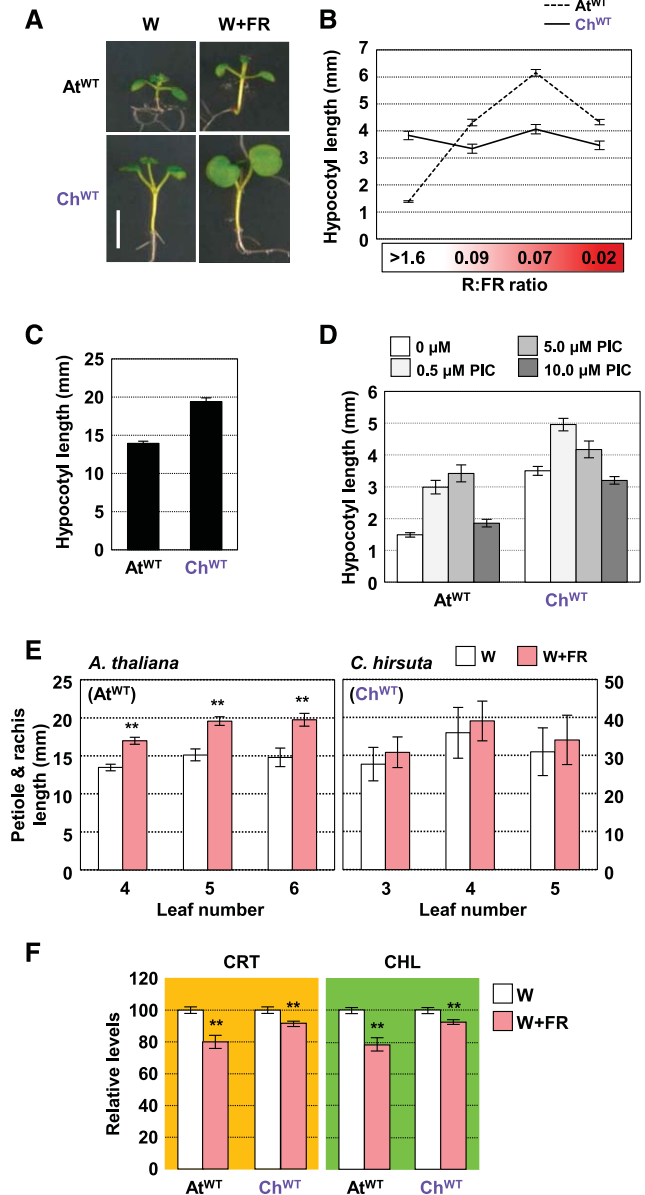 A
W
W+FR
At^WT
Ch^WT
B
At^WT
Ch^WT
Hypocotyl length (mm)
7
6
5
4
3
2
1
0
>1.6
0.09
0.07
0.02
R:FR ratio
C
Hypocotyl length (mm)
25
20
15
10
5
0
At^WT
Ch^WT
D
0 µM
5.0 µM PIC
0.5 µM PIC
10.0 µM PIC
Hypocotyl length (mm)
6
5
4
3
2
1
0
At^WT
Ch^WT
E
A. thaliana
C. hirsuta
W
W+FR
(At^WT)
(Ch^WT)
Petiole & rachis
length (mm)
25
20
15
10
5
0
**
**
**
4
5
6
Leaf number
50
40
30
20
10
0
3
4
5
Leaf number
F
CRT
CHL
W
W+FR
Relative levels
120
100
80
60
40
20
0
**
**
**
**
At^WT
Ch^WT
At^WT
Ch^WT